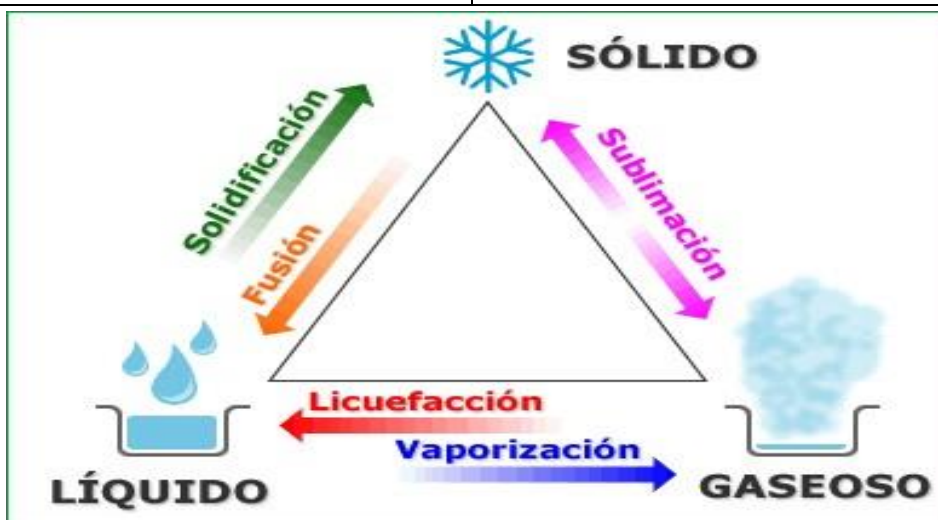 SÓLIDO
Solidificación
Fusión
Sublimación
Licuefacción
Vaporización
LÍQUIDO
GASEOSO